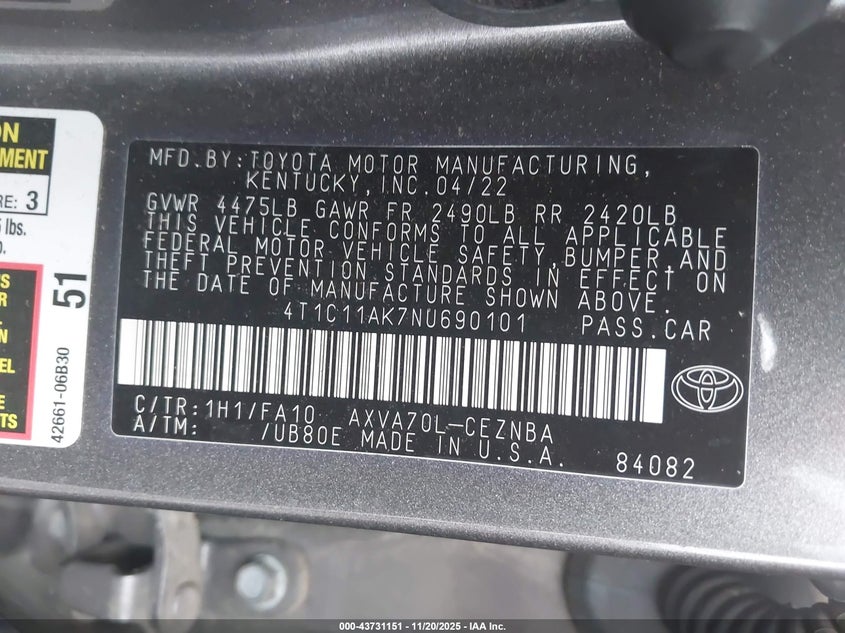 ON
MENT
RE: 3
lbs.
51
42661-06B30
MFD.BY:TOYOTA MOTOR MANUFACTURING,
KENTUCKY,INC.04/22
GVWR 4475LB GAWR FR 2490LB RR 2420LB
THIS VEHICLE CONFORMS TO ALL APPLICABLE
FEDERAL MOTOR VEHICLE SAFETY,BUMPER,AND
THEFT PREVENTION STANDARDS IN EFFECT ON
THE DATE OF MANUFACTURE SHOWN ABOVE.
4T1C11AK7NU690101 PASS.CAR
C/TR:1H1/FA10 AXVA70L-CEZNBA
A/TM: /UB80E MADE IN U.S.A.
84082
000-43731151 - 11/20/2025 - IAA Inc.